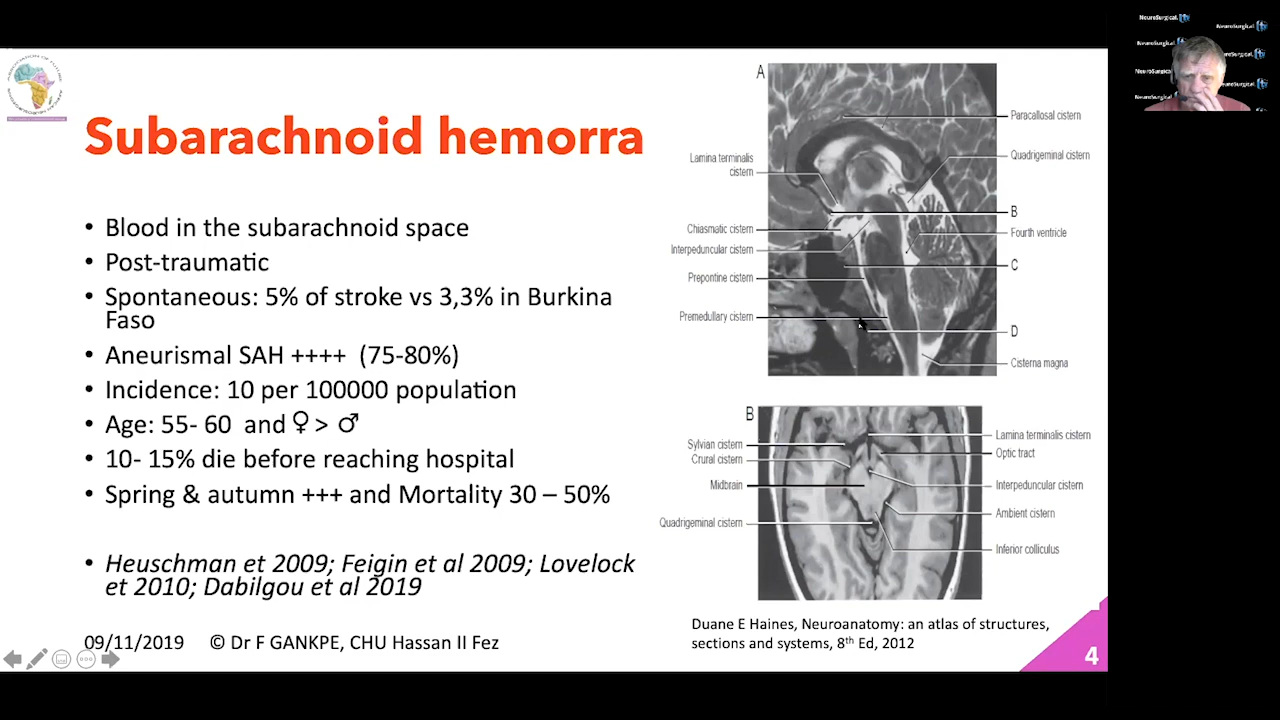 Subarachnoid hemorra
• Blood in the subarachnoid space
• Post-traumatic
• Spontaneous: 5% of stroke vs 3,3% in Burkina
Faso
• Aneurismal SAH ++++ (75-80%)
• Incidence: 10 per 100000 population
• Age: 55- 60 and ♀ > ♂
• 10- 15% die before reaching hospital
• Spring & autumn +++ and Mortality 30 – 50%
• Heuschman et 2009; Feigin et al 2009; Lovelock
et 2010; Dabilgou et al 2019
09/11/2019 © Dr F GANKPE, CHU Hassan II Fez
A
Paracallosal cistern
Lamina terminalis
cistern
Quadrigeminal cistern
B
Chiasmatic cistern
Fourth ventricle
Interpeduncular cistern
C
Prepontine cistern
Premedullary cistern
D
Cisterna magna
B
Lamina terminalis cistern
Sylvian cistern
Optic tract
Crural cistern
Midbrain
Interpeduncular cistern
Ambient cistern
Quadrigeminal cistern
Inferior colliculus
Duane E Haines, Neuroanatomy: an atlas of structures,
sections and systems, 8th Ed, 2012
4
NeuroSurgical.tv
NeuroSurgical.
NeuroSurgical.
NeuroSurgical
NeuroSurgical.